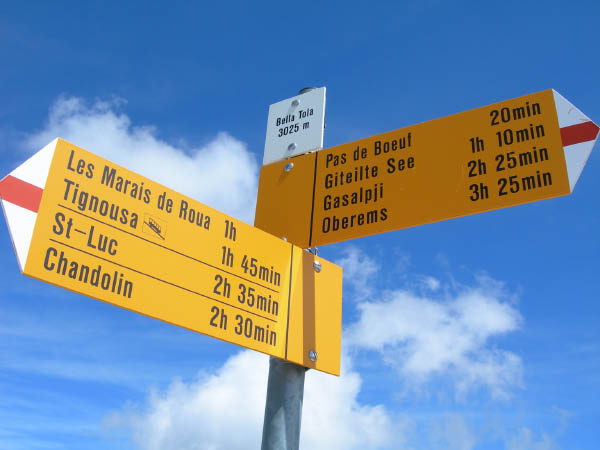 Bella Tola
3025 m
Les Marais de Roua 1h
Tignousa 1h 45min
St-Luc 2h 35min
Chandolin 2h 30min
Pas de Boeuf 20min
Giteilte See 1h 10min
Gasalpji 2h 25min
Oberems 3h 25min